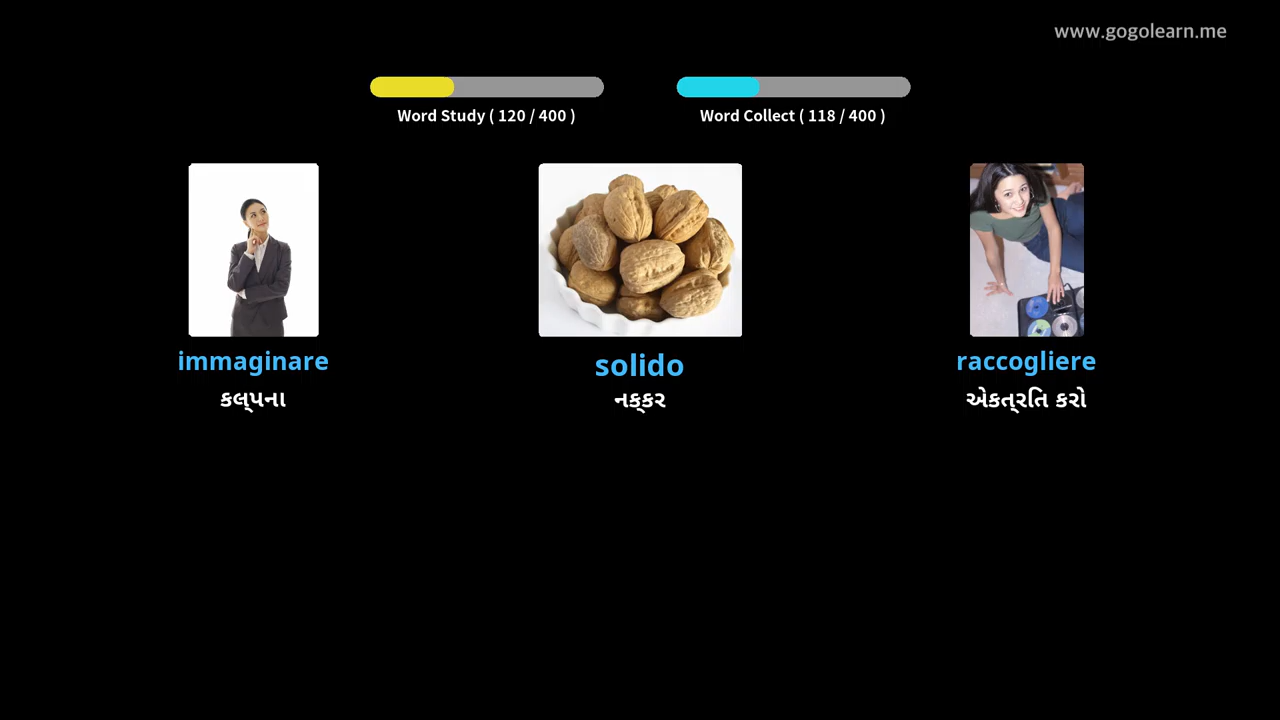 www.gogolearn.me
Word Study ( 120 / 400 )
Word Collect ( 118 / 400 )
immaginare
solido
raccogliere
કલ્પના
નક્કર
એકત્રતિ કરો